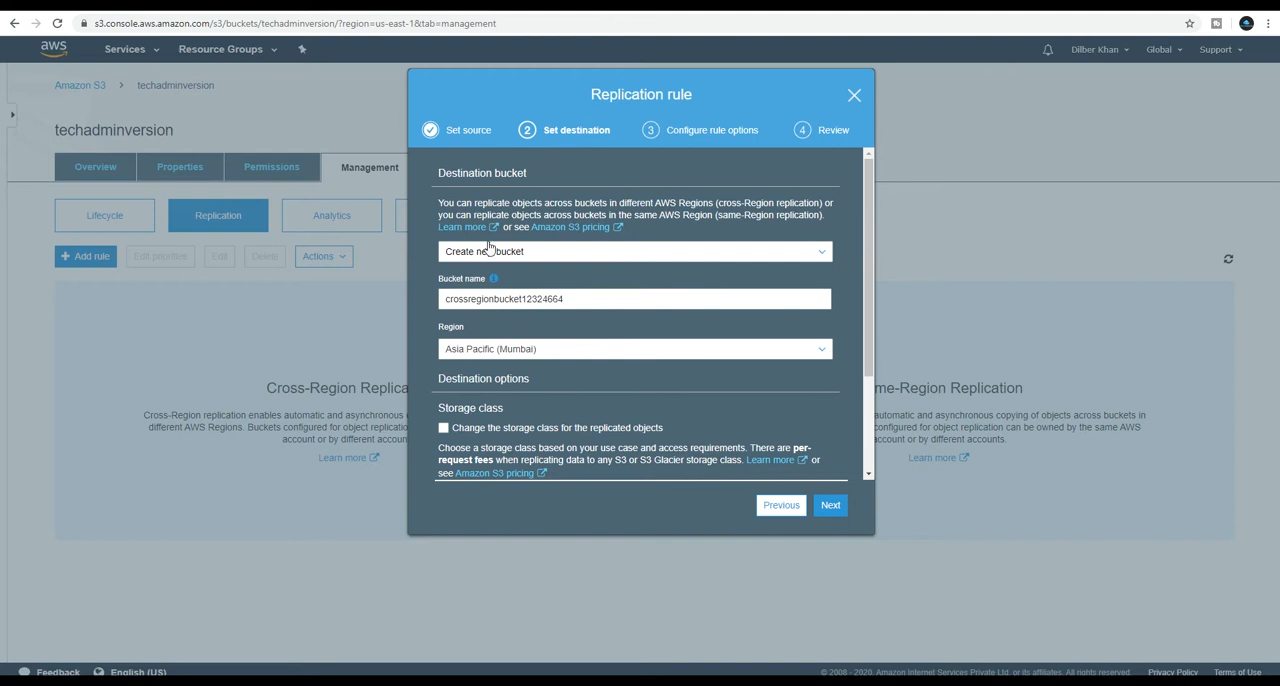 s3.console.aws.amazon.com/s3/buckets/techadminversion/?region=us-east-1&tab=management
aws Services Resource Groups Dilber Khan Global Support
Amazon S3 > techadminversion
techadminversion
Overview Properties Permissions Management
Lifecycle Replication Analytics
+ Add rule Edit priorities Edit Delete Actions
Replication rule
Set source 2 Set destination 3 Configure rule options 4 Review
Destination bucket
You can replicate objects across buckets in different AWS Regions (cross-Region replication) or
you can replicate objects across buckets in the same AWS Region (same-Region replication).
Learn more or see Amazon S3 pricing
Create new bucket
Bucket name
crossregionbucket12324664
Region
Asia Pacific (Mumbai)
Destination options
Storage class
Change the storage class for the replicated objects
Choose a storage class based on your use case and access requirements. There are per-
request fees when replicating data to any S3 or S3 Glacier storage class. Learn more or
see Amazon S3 pricing
Previous Next
Cross-Region Replica
Cross-Region replication enables automatic and asynchronous
different AWS Regions. Buckets configured for object replication
account or by different accoun
Learn more
me-Region Replication
automatic and asynchronous copying of objects across buckets in
configured for object replication can be owned by the same AWS
account or by different accounts.
Learn more
Feedback English (US) © 2008 - 2020, Amazon Internet Services Private Ltd. or its affiliates. All rights reserved. Privacy Policy Terms of Use